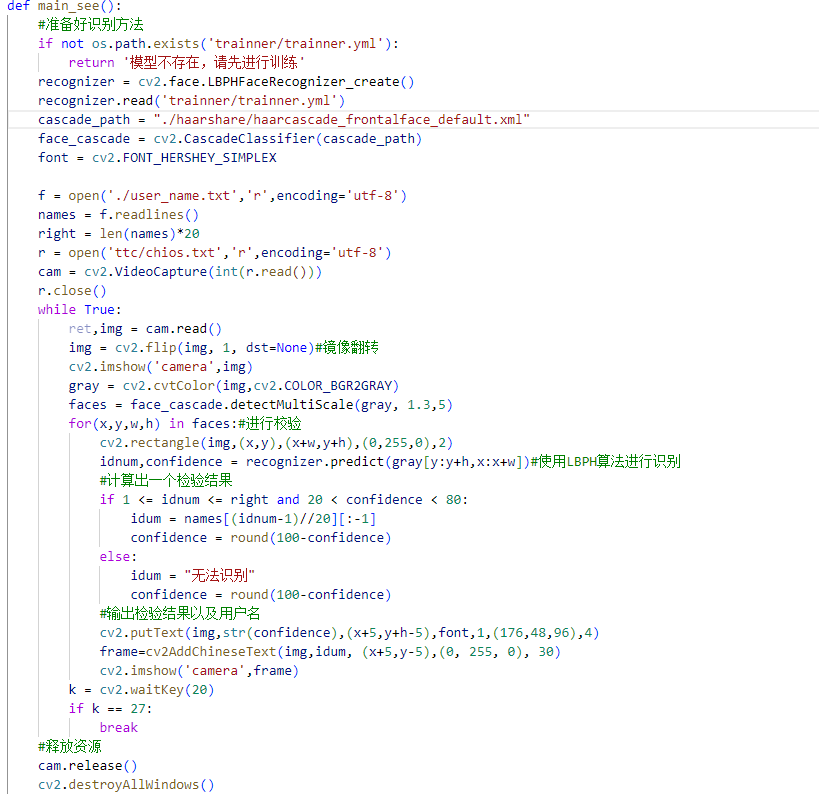 def main_see():
    #准备好识别方法
    if not os.path.exists('trainner/trainner.yml'):
        return '模型不存在，请先进行训练'
    recognizer = cv2.face.LBPHFaceRecognizer_create()
    recognizer.read('trainner/trainner.yml')
    cascade_path = "./haarshare/haarcascade_frontalface_default.xml"
    face_cascade = cv2.CascadeClassifier(cascade_path)
    font = cv2.FONT_HERSHEY_SIMPLEX

    f = open('./user_name.txt','r',encoding='utf-8')
    names = f.readlines()
    right = len(names)*20
    r = open('ttc/chios.txt','r',encoding='utf-8')
    cam = cv2.VideoCapture(int(r.read()))
    r.close()
    while True:
        ret,img = cam.read()
        img = cv2.flip(img, 1, dst=None)#镜像翻转
        cv2.imshow('camera',img)
        gray = cv2.cvtColor(img,cv2.COLOR_BGR2GRAY)
        faces = face_cascade.detectMultiScale(gray, 1.3,5)
        for(x,y,w,h) in faces:#进行校验
            cv2.rectangle(img,(x,y),(x+w,y+h),(0,255,0),2)
            idnum,confidence = recognizer.predict(gray[y:y+h,x:x+w])#使用LBPH算法进行识别
            #计算出一个检验结果
            if 1 <= idnum <= right and 20 < confidence < 80:
                idum = names[(idnum-1)//20][:-1]
                confidence = round(100-confidence)
            else:
                idum = "无法识别"
                confidence = round(100-confidence)
            #输出检验结果以及用户名
            cv2.putText(img,str(confidence),(x+5,y+h-5),font,1,(176,48,96),4)
            frame=cv2AddChineseText(img,idum, (x+5,y-5),(0, 255, 0), 30)
            cv2.imshow('camera',frame)
        k = cv2.waitKey(20)
        if k == 27:
            break
    #释放资源
    cam.release()
    cv2.destroyAllWindows()